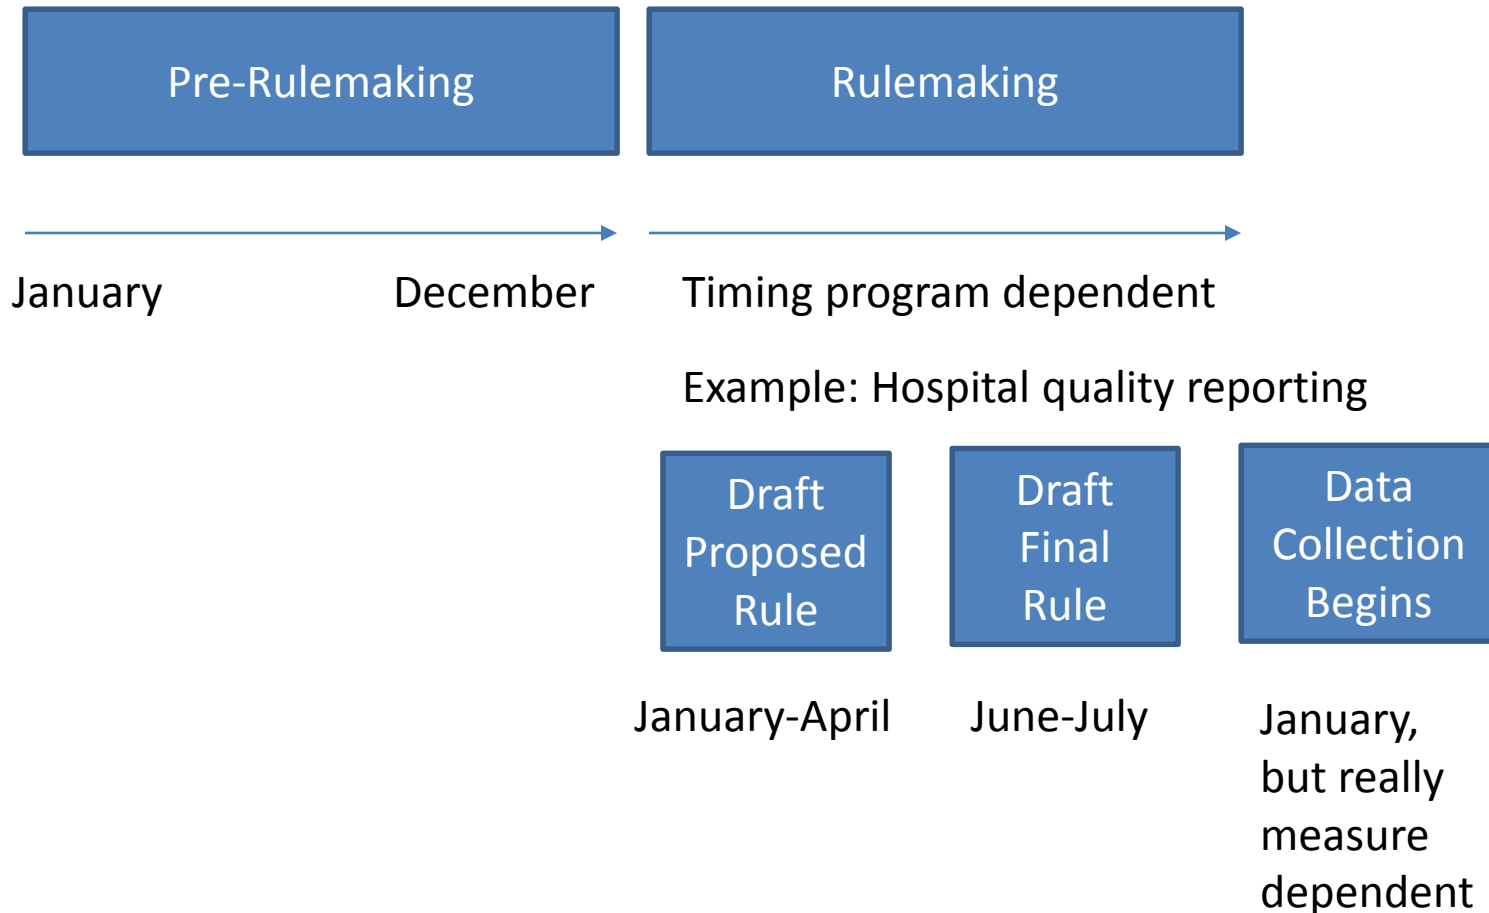 Pre-Rulemaking
Rulemaking
January
December
Timing program dependent
Example: Hospital quality reporting
Draft
Proposed
Rule
Draft
Final
Rule
Data
Collection
Begins
January-April
June-July
January,
but really
measure
dependent